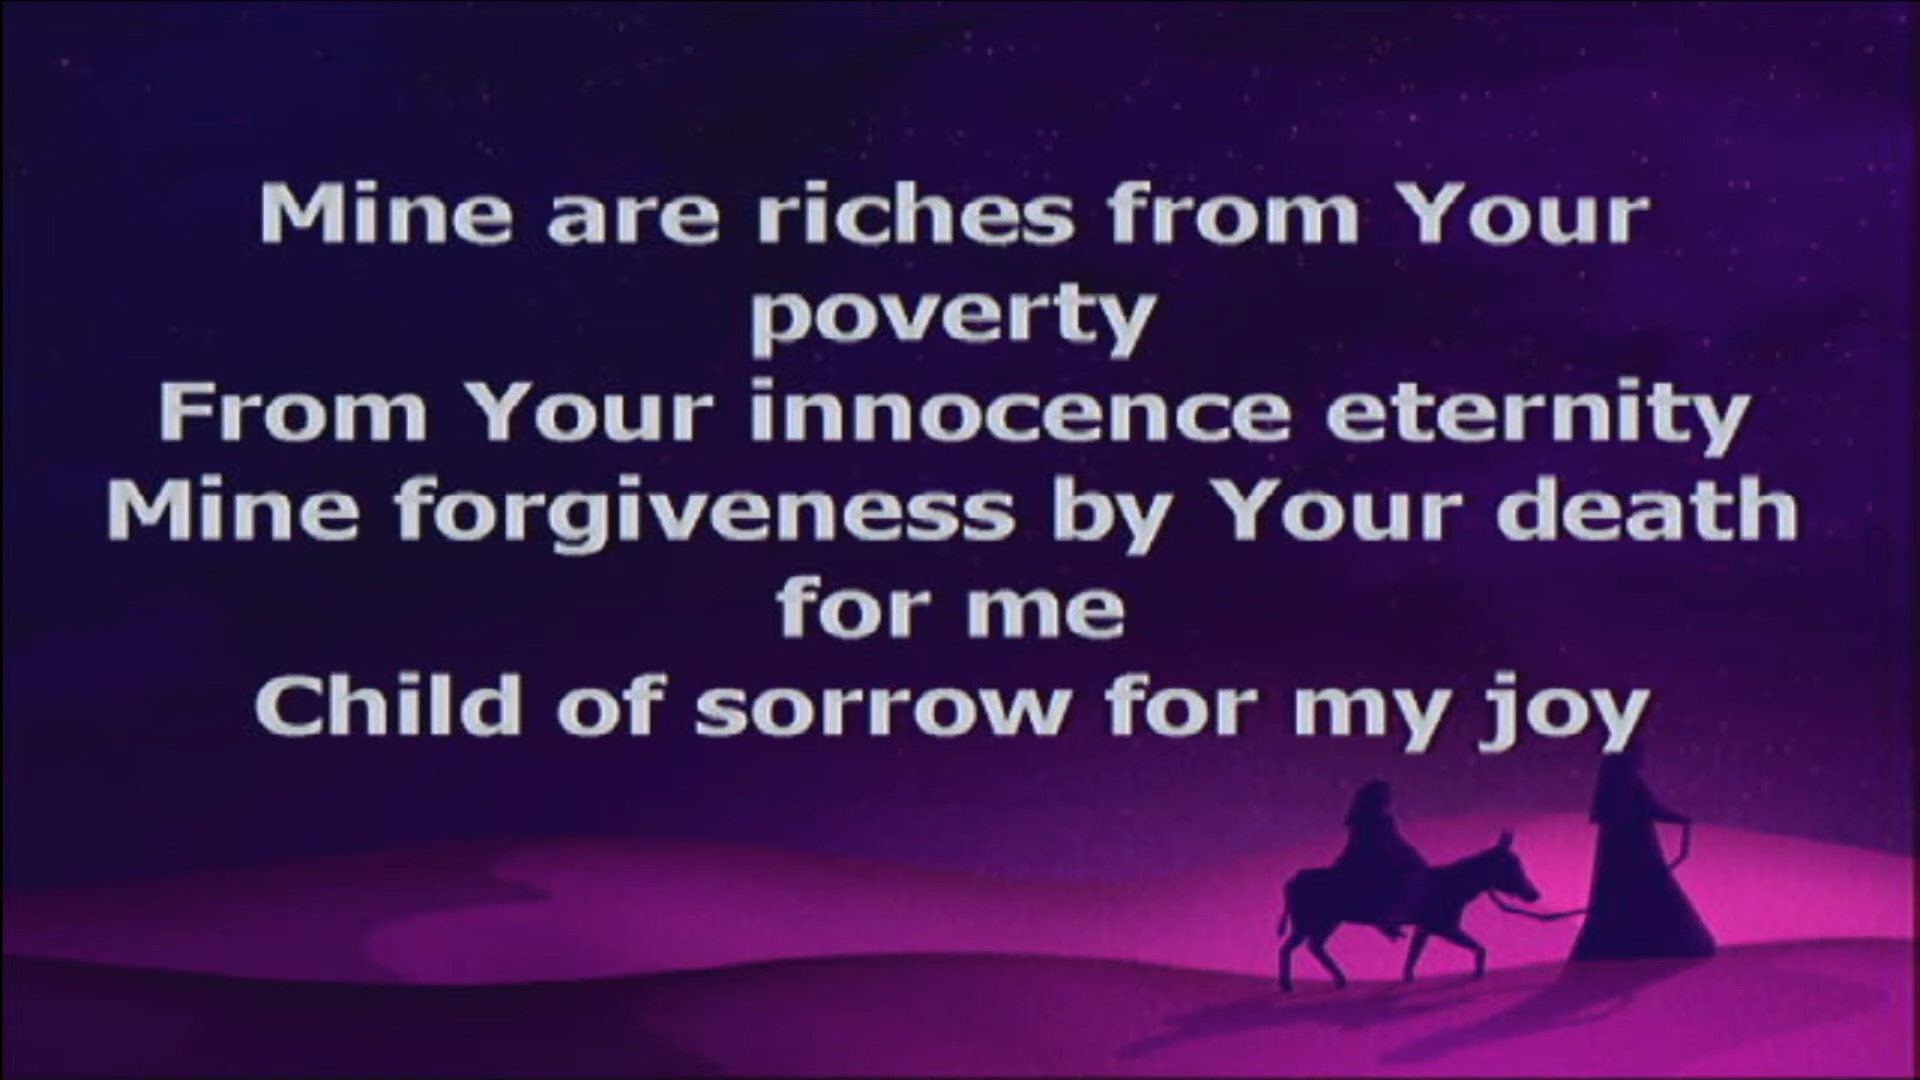 Mine are riches from Your
poverty
From Your innocence eternity
Mine forgiveness by Your death
for me
Child of sorrow for my joy